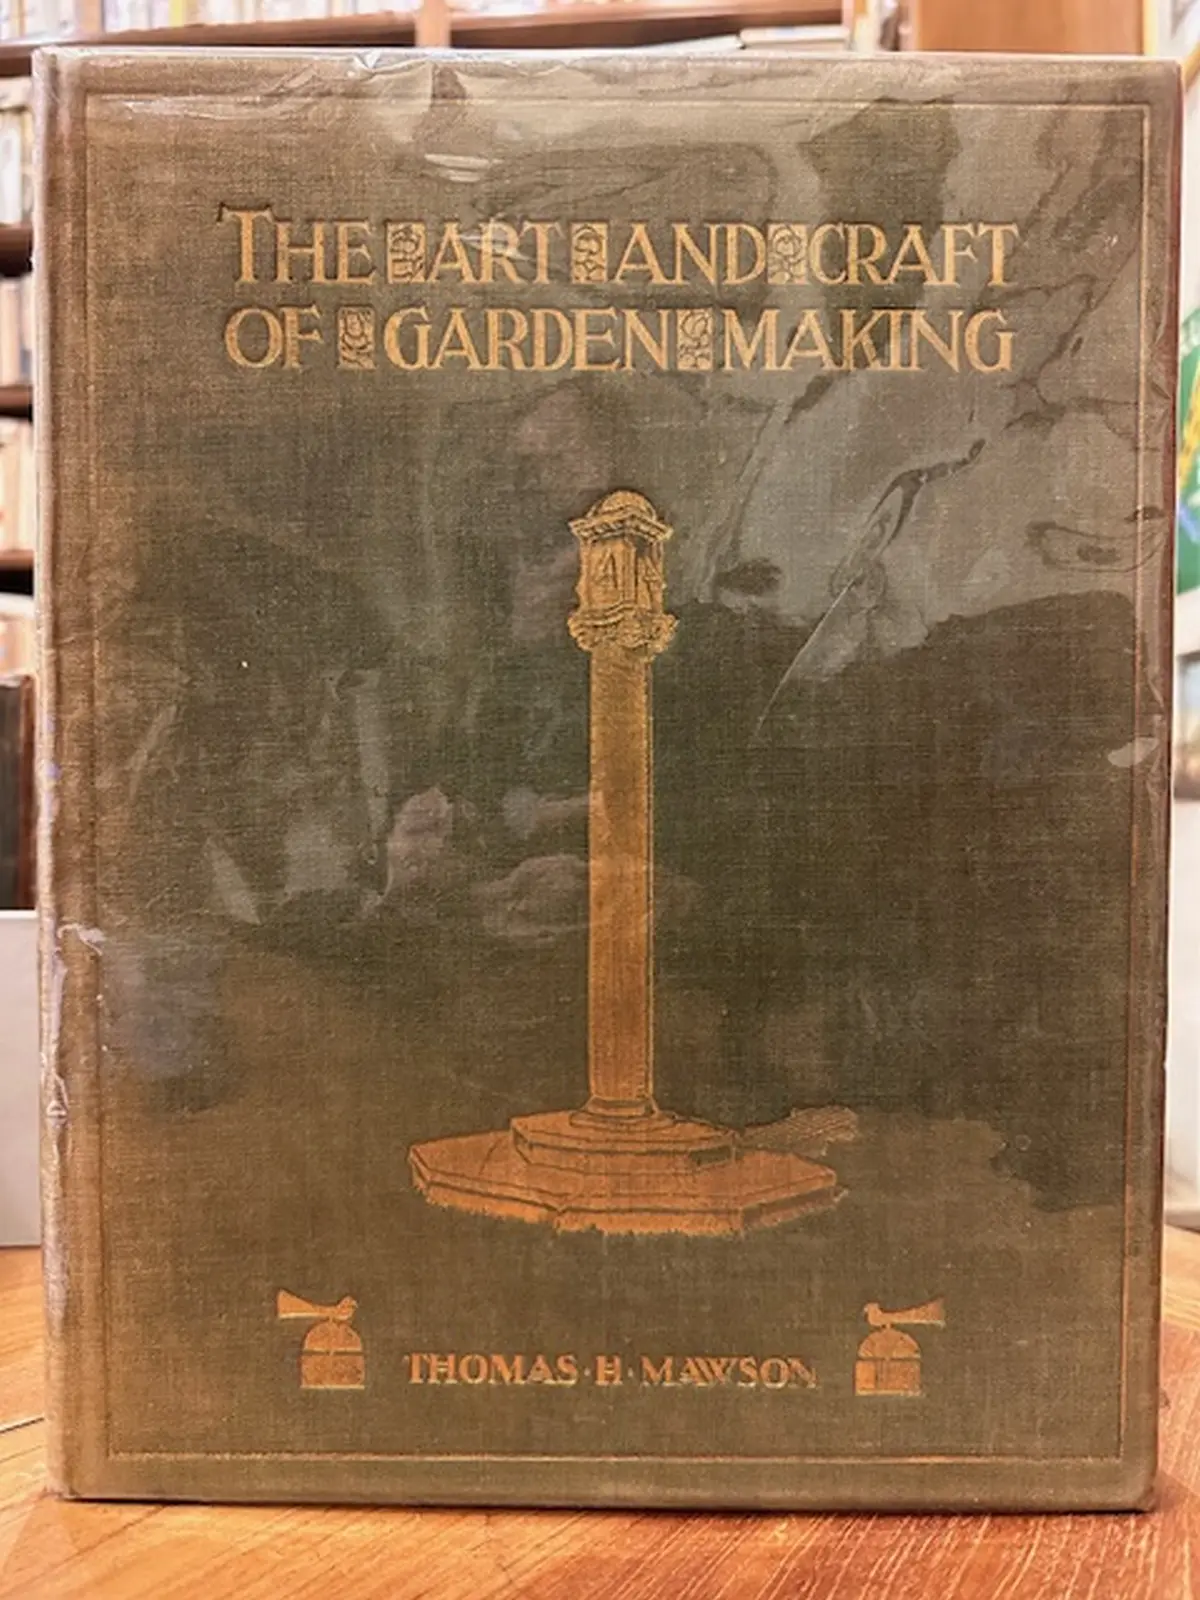 THE ART AND CRAFT
OF GARDEN MAKING
THOMAS·H·MAWSON